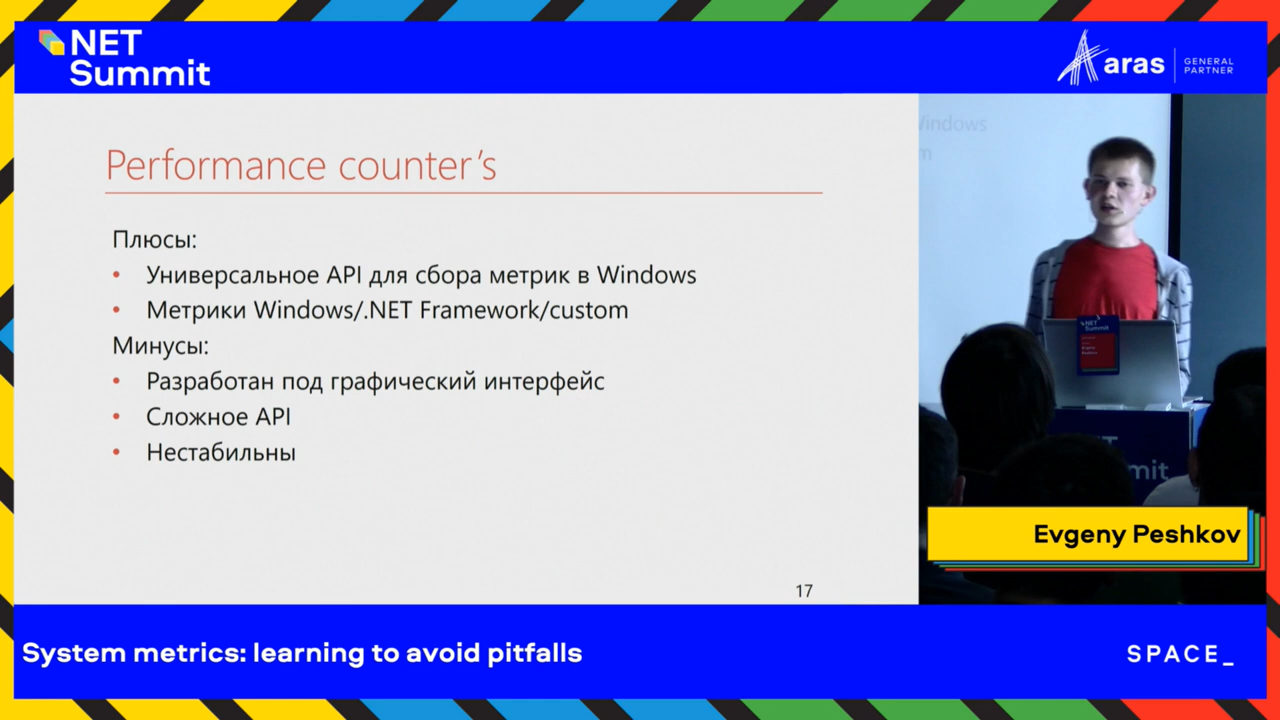 NET
Summit
aras
GENERAL
PARTNER
Performance counter’s
Плюсы:
• Универсальное API для сбора метрик в Windows
• Метрики Windows/.NET Framework/custom
Минусы:
• Разработан под графический интерфейс
• Сложное API
• Нестабильны
17
Windows
Evgeny Peshkov
System metrics: learning to avoid pitfalls
SPACE_